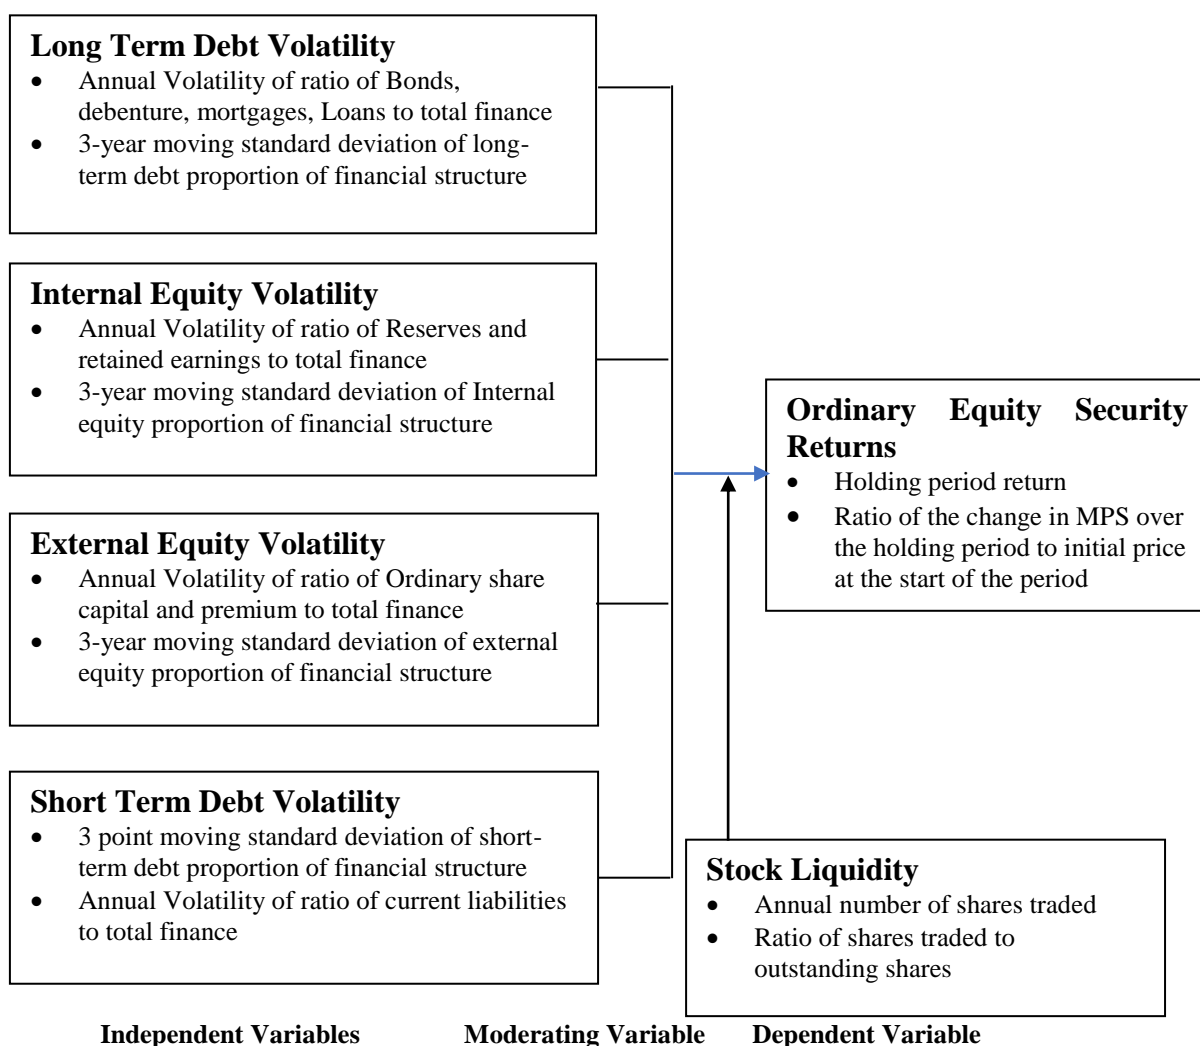 Long Term Debt Volatility
• Annual Volatility of ratio of Bonds,
debenture, mortgages, Loans to total finance
• 3-year moving standard deviation of long-
term debt proportion of financial structure
Internal Equity Volatility
• Annual Volatility of ratio of Reserves and
retained earnings to total finance
• 3-year moving standard deviation of Internal
equity proportion of financial structure
External Equity Volatility
• Annual Volatility of ratio of Ordinary share
capital and premium to total finance
• 3-year moving standard deviation of external
equity proportion of financial structure
Short Term Debt Volatility
• 3 point moving standard deviation of short-
term debt proportion of financial structure
• Annual Volatility of ratio of current liabilities
to total finance
Ordinary Equity Security
Returns
• Holding period return
• Ratio of the change in MPS over
the holding period to initial price
at the start of the period
Stock Liquidity
• Annual number of shares traded
• Ratio of shares traded to
outstanding shares
Independent Variables Moderating Variable Dependent Variable